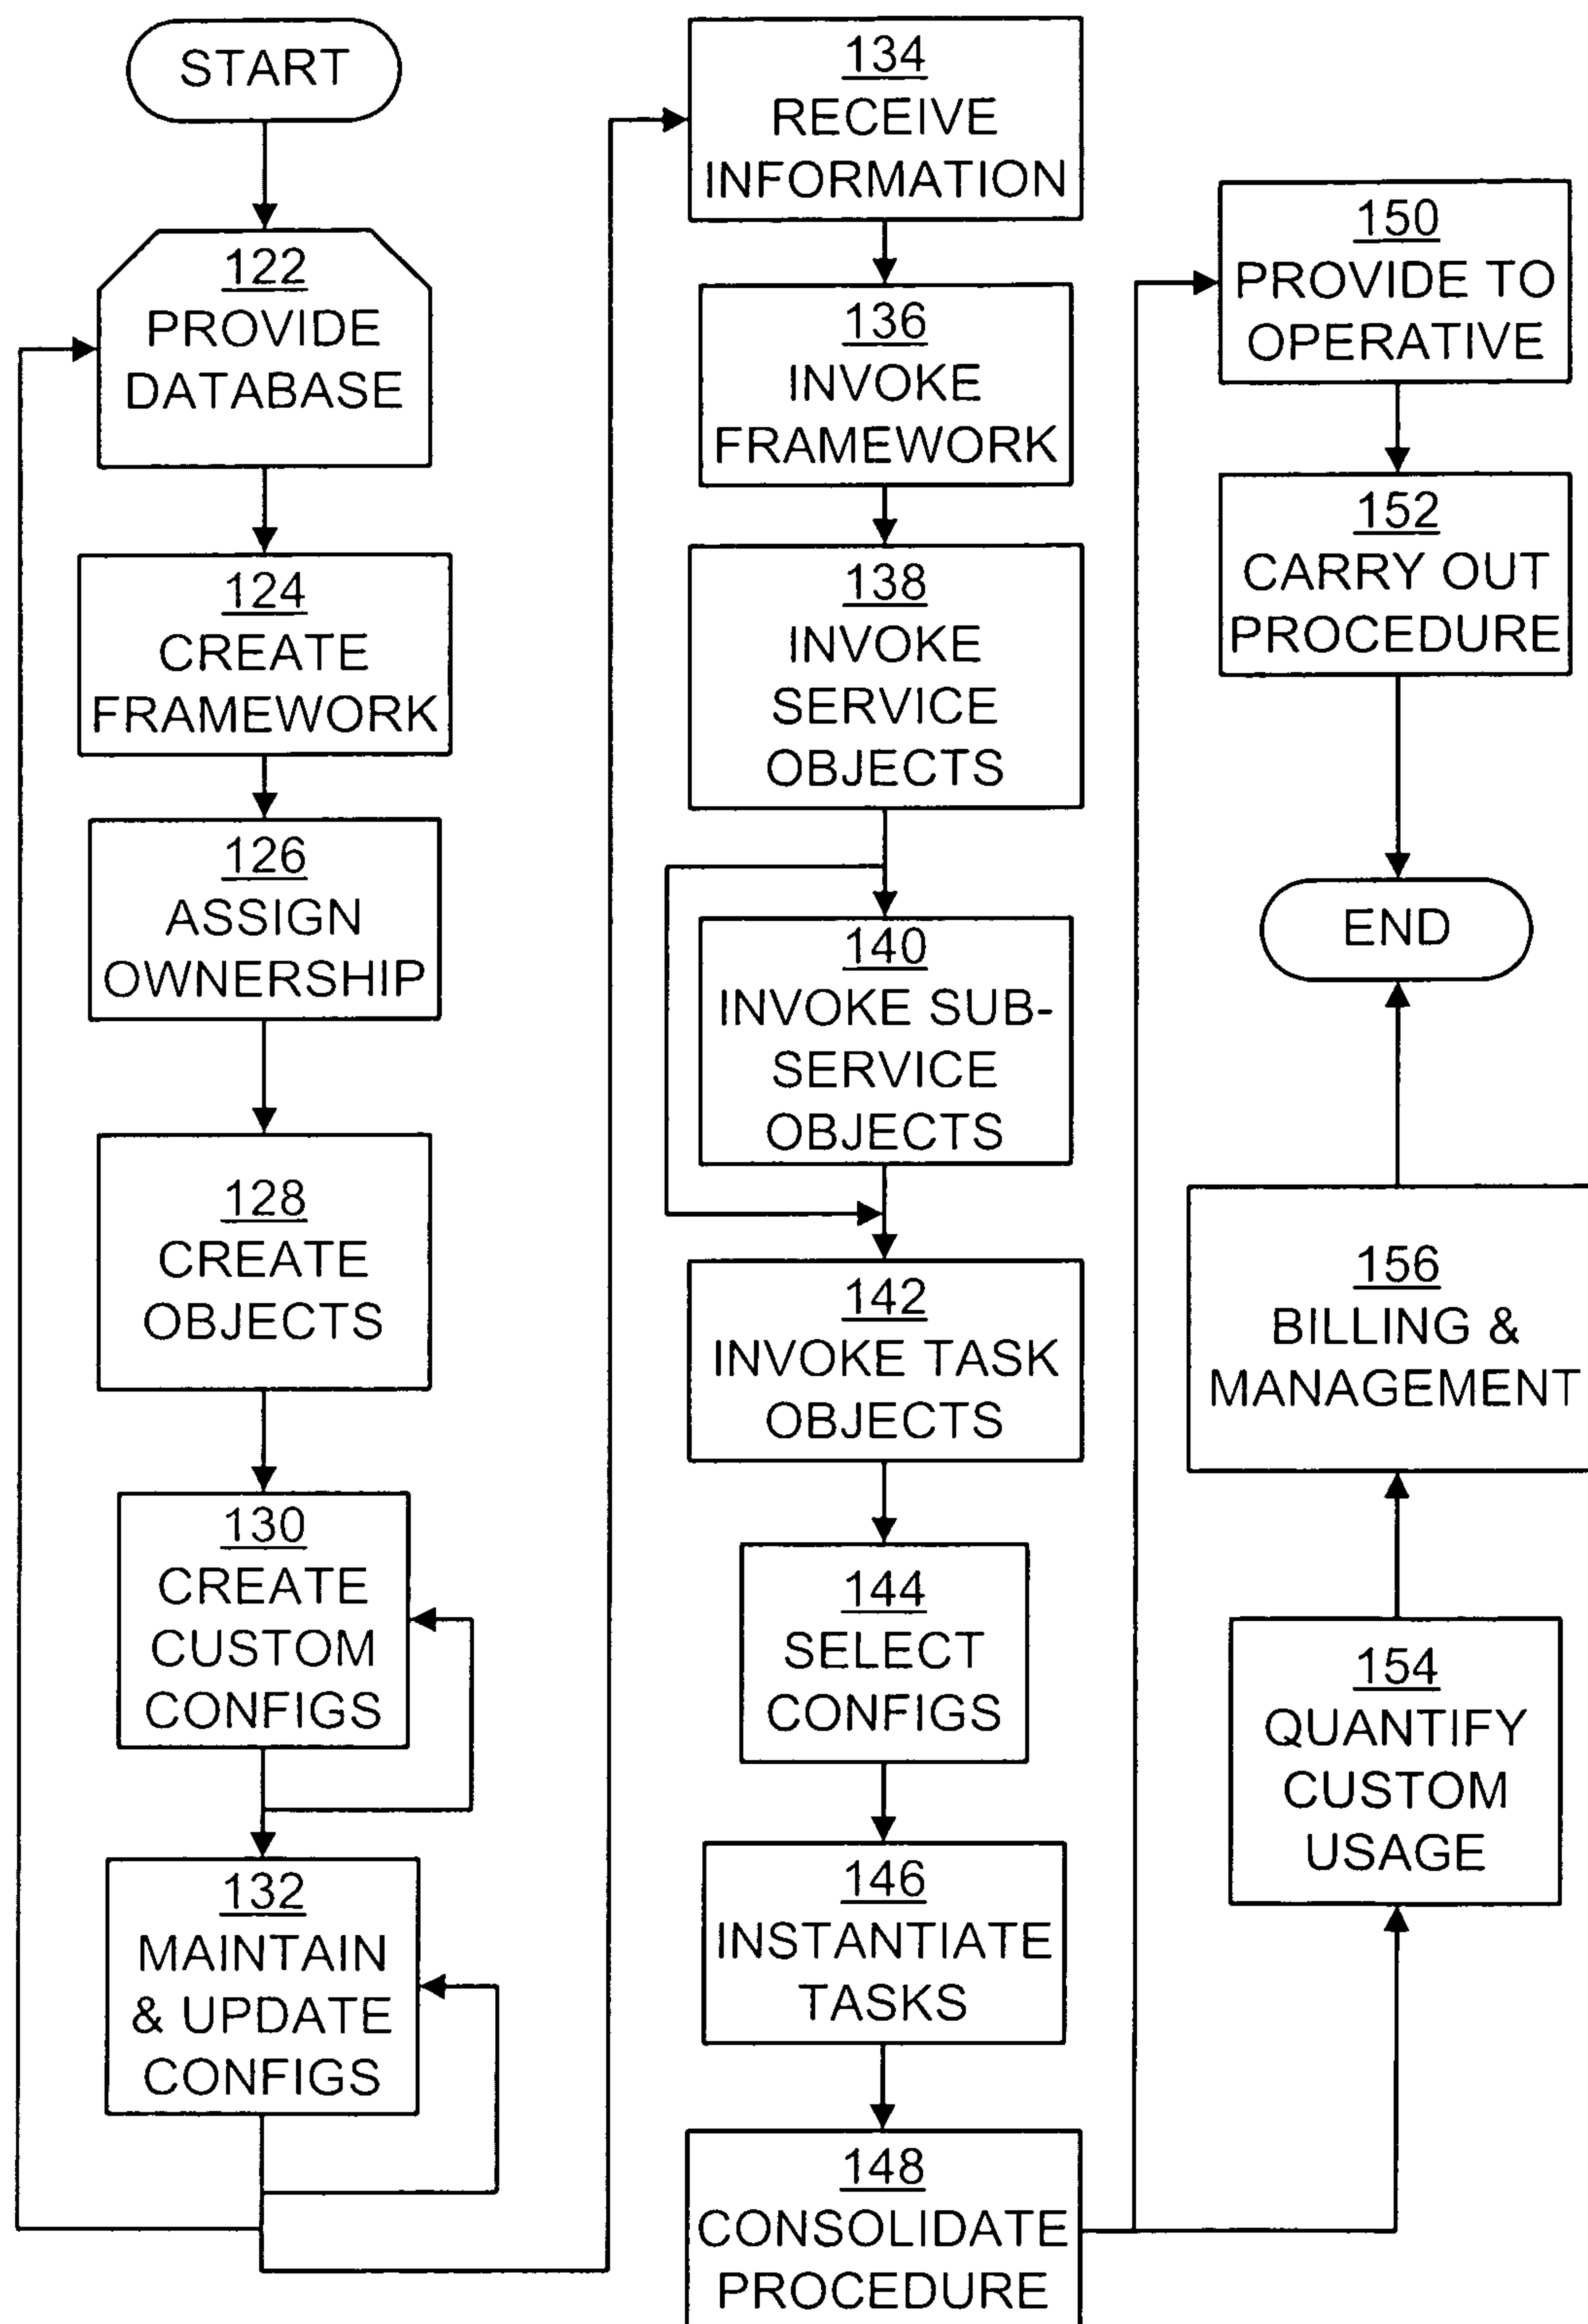 START
122
PROVIDE
DATABASE
124
CREATE
FRAMEWORK
126
ASSIGN
OWNERSHIP
128
CREATE
OBJECTS
130
CREATE
CUSTOM
CONFIGS
132
MAINTAIN
& UPDATE
CONFIGS
134
RECEIVE
INFORMATION
136
INVOKE
FRAMEWORK
138
INVOKE
SERVICE
OBJECTS
140
INVOKE SUB-
SERVICE
OBJECTS
142
INVOKE TASK
OBJECTS
144
SELECT
CONFIGS
146
INSTANTIATE
TASKS
148
CONSOLIDATE
PROCEDURE
150
PROVIDE TO
OPERATIVE
152
CARRY OUT
PROCEDURE
END
156
BILLING &
MANAGEMENT
154
QUANTIFY
CUSTOM
USAGE